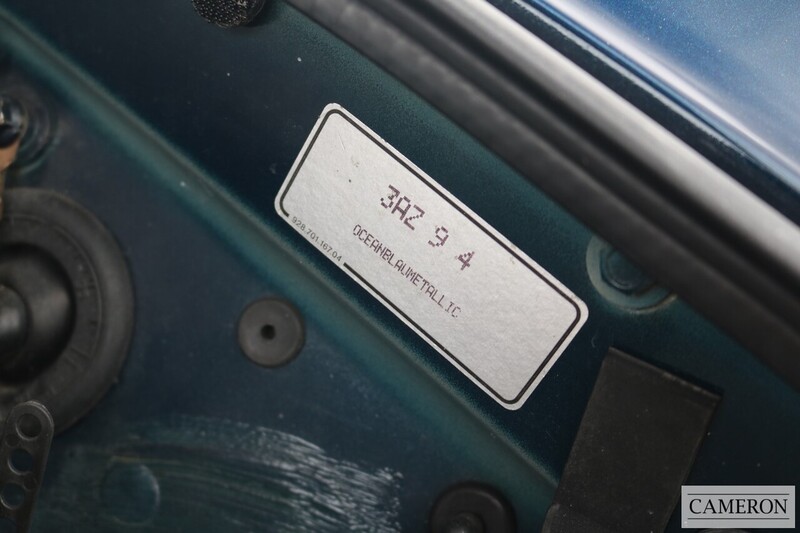 3AZ 9 4
OCEANBLAUMETALLIC
928.701.167.04
CAMERON